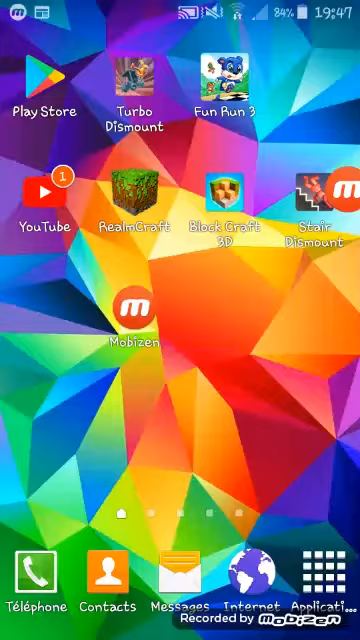 84% 19:47
Play Store
Turbo
Dismount
Fun Run 3
1
YouTube
RealmCraft
Block Craft
3D
Stair
Dismount
Mobizen
Téléphone
Contacts
Messages
Internet
Applicati...
Recorded by mobizen